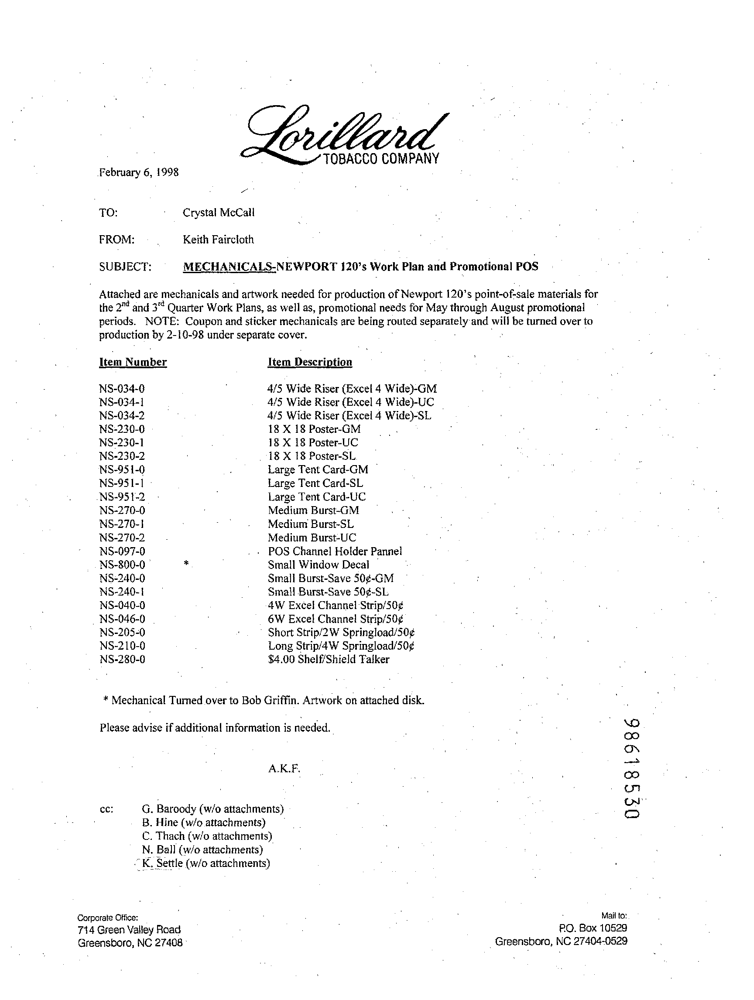 Lorillard
TOBACCO COMPANY
February 6, 1998
TO: Crystal McCall
FROM: Keith Faircloth
SUBJECT: MECHANICALS-NEWPORT 120's Work Plan and Promotional POS
Attached are mechanicals and artwork needed for production of Newport 120's point-of-sale materials for
the 2nd and 3rd Quarter Work Plans, as well as, promotional needs for May through August promotional
periods. NOTE: Coupon and sticker mechanicals are being routed separately and will be turned over to
production by 2-10-98 under separate cover.
Item Number Item Description
NS-034-0 4/5 Wide Riser (Excel 4 Wide)-GM
NS-034-1 4/5 Wide Riser (Excel 4 Wide)-UC
NS-034-2 4/5 Wide Riser (Excel 4 Wide)-SL
NS-230-0 18 X 18 Poster-GM
NS-230-1 18 X 18 Poster-UC
NS-230-2 18 X 18 Poster-SL
NS-951-0 Large Tent Card-GM
NS-951-1 Large Tent Card-SL
NS-951-2 Large Tent Card-UC
NS-270-0 Medium Burst-GM
NS-270-1 Medium Burst-SL
NS-270-2 Medium Burst-UC
NS-097-0 POS Channel Holder Pannel
NS-800-0 * Small Window Decal
NS-240-0 Small Burst-Save 50¢-GM
NS-240-1 Small Burst-Save 50¢-SL
NS-040-0 4W Excel Channel Strip/50¢
NS-046-0 6W Excel Channel Strip/50¢
NS-205-0 Short Strip/2W Springload/50¢
NS-210-0 Long Strip/4W Springload/50¢
NS-280-0 $4.00 Shelf/Shield Talker
* Mechanical Turned over to Bob Griffin. Artwork on attached disk.
Please advise if additional information is needed.
A.K.F.
cc: G. Baroody (w/o attachments)
B. Hine (w/o attachments)
C. Thach (w/o attachments)
N. Ball (w/o attachments)
K. Settle (w/o attachments)
98618530
Corporate Office:
714 Green Valley Road
Greensboro, NC 27408
Mail to:
P.O. Box 10529
Greensboro, NC 27404-0529